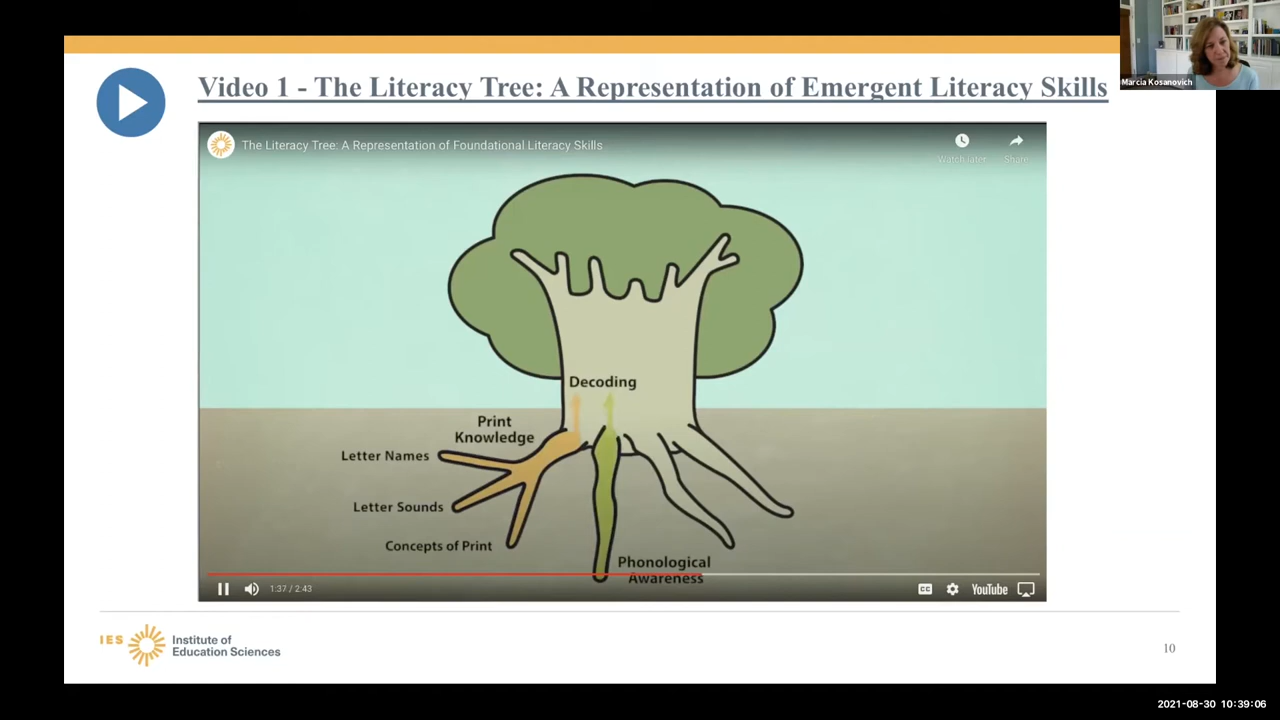 Video 1 - The Literacy Tree: A Representation of Emergent Literacy Skills
Marcia Kosanovich
The Literacy Tree: A Representation of Foundational Literacy Skills
Watch later
Share
Decoding
Print
Knowledge
Letter Names
Letter Sounds
Concepts of Print
Phonological
Awareness
1:37 / 2:43
CC
YouTube
IES
Institute of
Education Sciences
10
2021-08-30 10:39:06